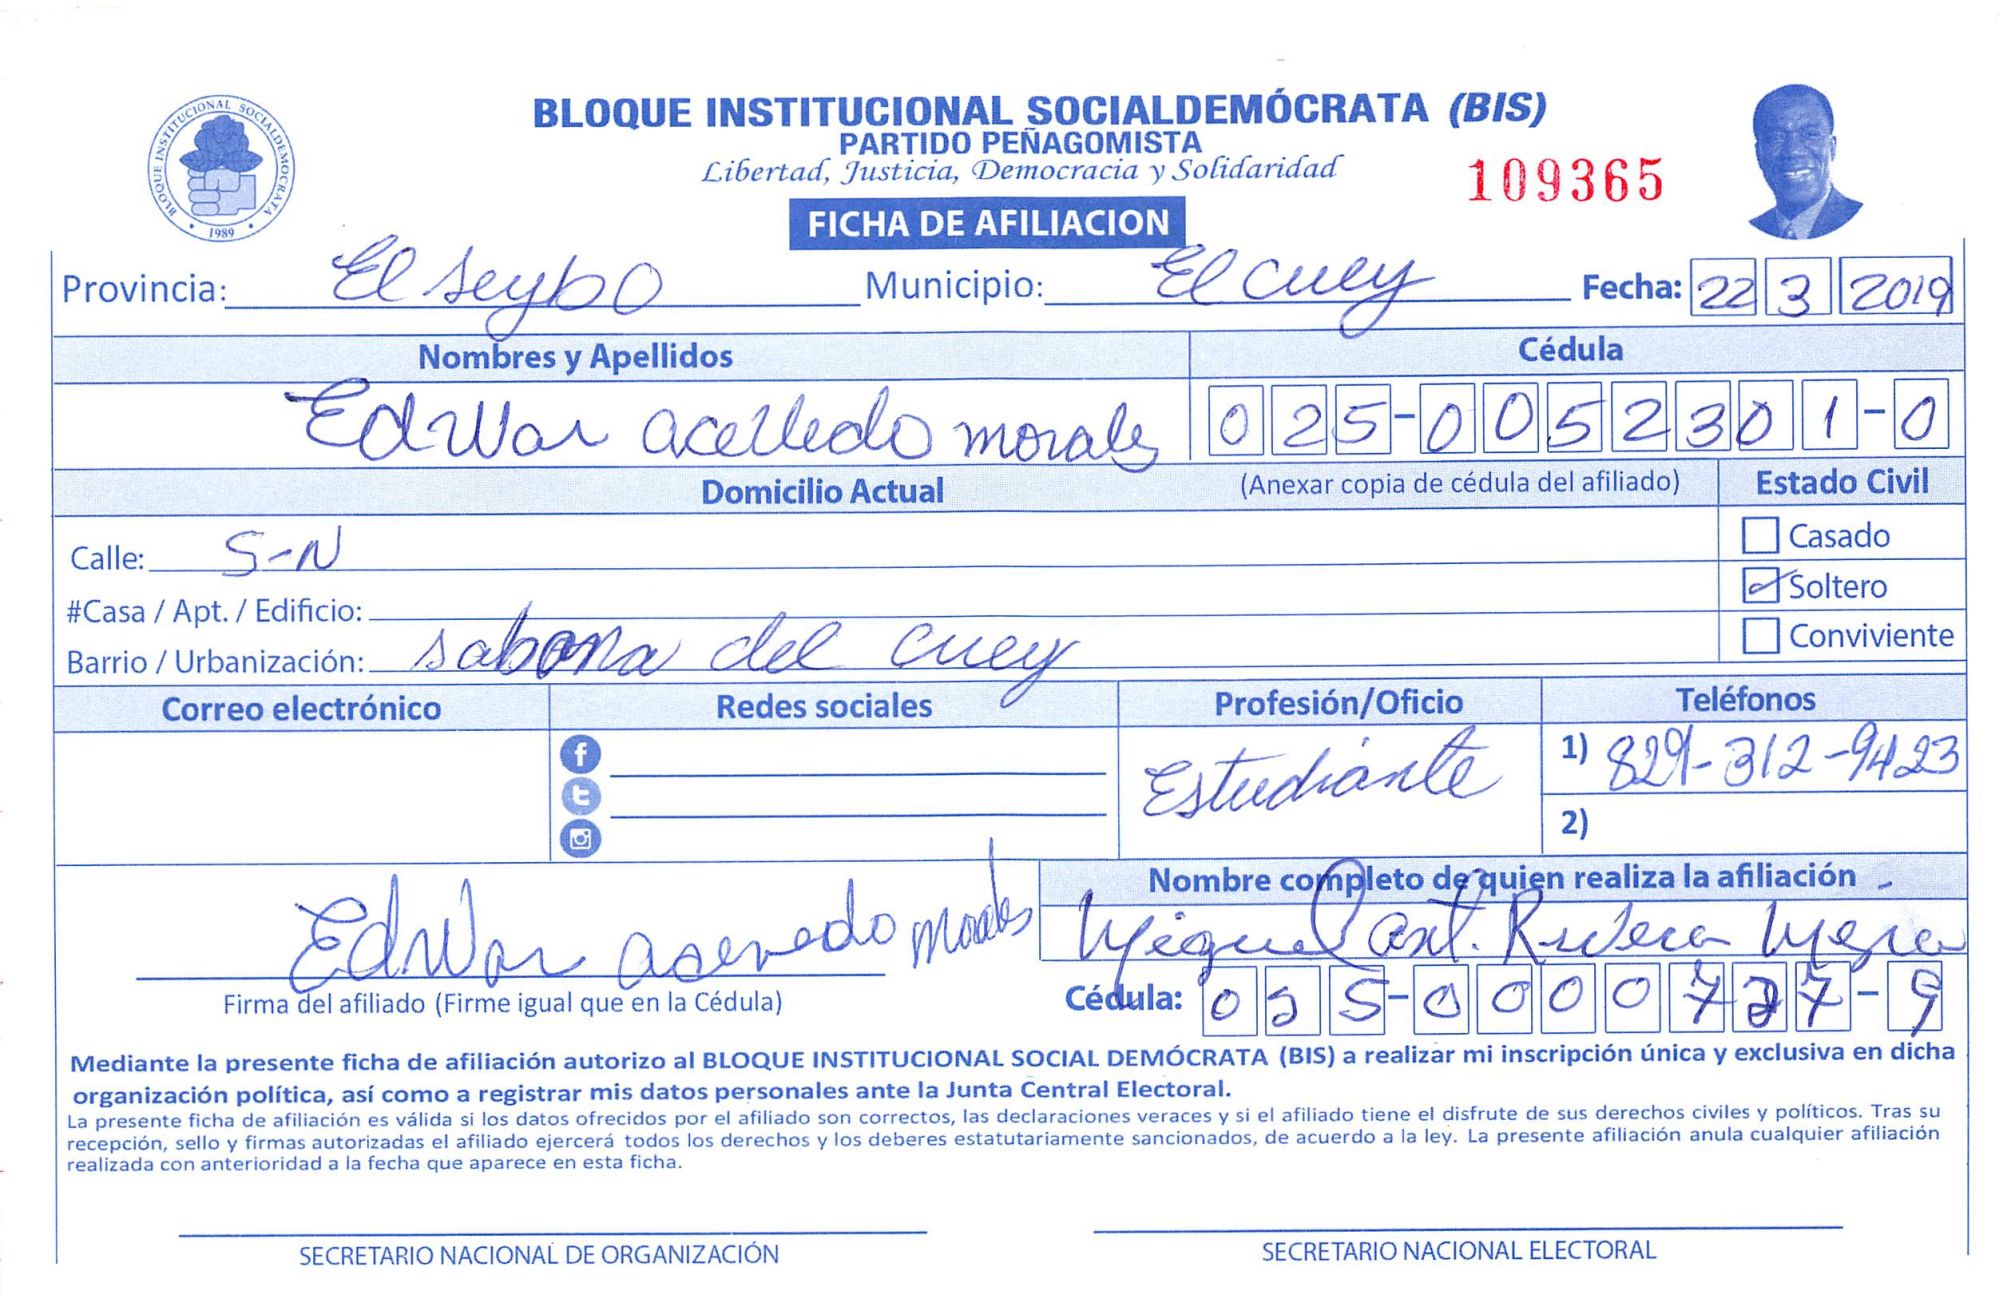 BLOQUE INSTITUCIONAL SOCIALDEMOCRATA
1989
BLOQUE INSTITUCIONAL SOCIALDEMÓCRATA (BIS)
PARTIDO PEÑAGOMISTA
Libertad, Justicia, Democracia y Solidaridad
109365
FICHA DE AFILIACION
Provincia: El Seybo Municipio: El Cuey Fecha: 22 3 2019
Nombres y Apellidos Cédula
EdWar acevedo morales 025-0052301-0
Domicilio Actual (Anexar copia de cédula del afiliado) Estado Civil
Calle: S-N Casado
#Casa / Apt. / Edificio: Soltero
Barrio / Urbanización: sabana del cuey Conviviente
Correo electrónico Redes sociales Profesión/Oficio Teléfonos
Estudiante 1) 829-312-9423
2)
Nombre completo de quien realiza la afiliación
EdWar acevedo morales Miguel ant. Rivera
Firma del afiliado (Firme igual que en la Cédula) Cédula: 025-0000727-9
Mediante la presente ficha de afiliación autorizo al BLOQUE INSTITUCIONAL SOCIAL DEMÓCRATA (BIS) a realizar mi inscripción única y exclusiva en dicha
organización política, así como a registrar mis datos personales ante la Junta Central Electoral.
La presente ficha de afiliación es válida si los datos ofrecidos por el afiliado son correctos, las declaraciones veraces y si el afiliado tiene el disfrute de sus derechos civiles y políticos. Tras su
recepción, sello y firmas autorizadas el afiliado ejercerá todos los derechos y los deberes estatutariamente sancionados, de acuerdo a la ley. La presente afiliación anula cualquier afiliación
realizada con anterioridad a la fecha que aparece en esta ficha.
SECRETARIO NACIONAL DE ORGANIZACIÓN SECRETARIO NACIONAL ELECTORAL